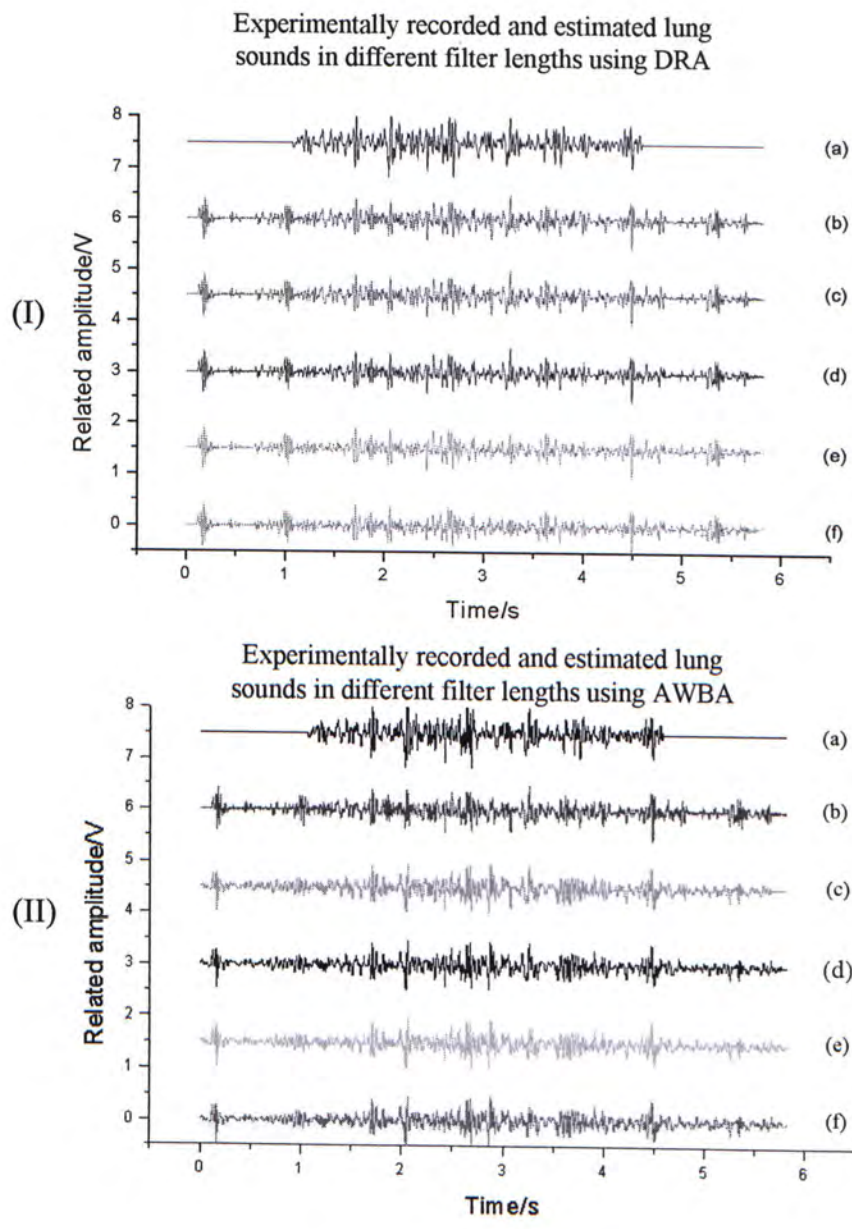 Experimentally recorded and estimated lung
sounds in different filter lengths using DRA
(I)
Related amplitude/V
8
7
6
5
4
3
2
1
0
(a)
(b)
(c)
(d)
(e)
(f)
0 1 2 3 4 5 6
Time/s
Experimentally recorded and estimated lung
sounds in different filter lengths using AWBA
(II)
Related amplitude/V
8
7
6
5
4
3
2
1
0
(a)
(b)
(c)
(d)
(e)
(f)
0 1 2 3 4 5 6
Time/s